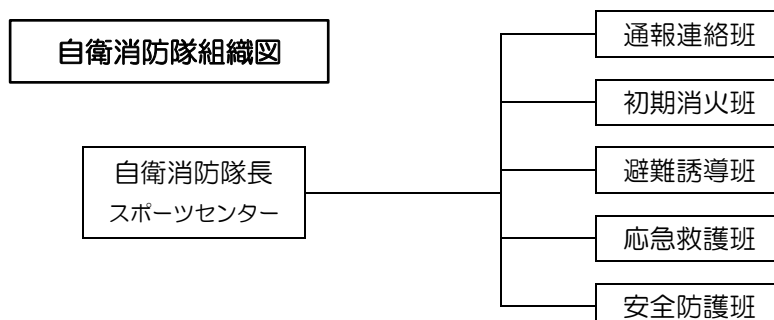 自衛消防隊組織図
通報連絡班
初期消火班
自衛消防隊長
スポーツセンター
避難誘導班
応急救護班
安全防護班